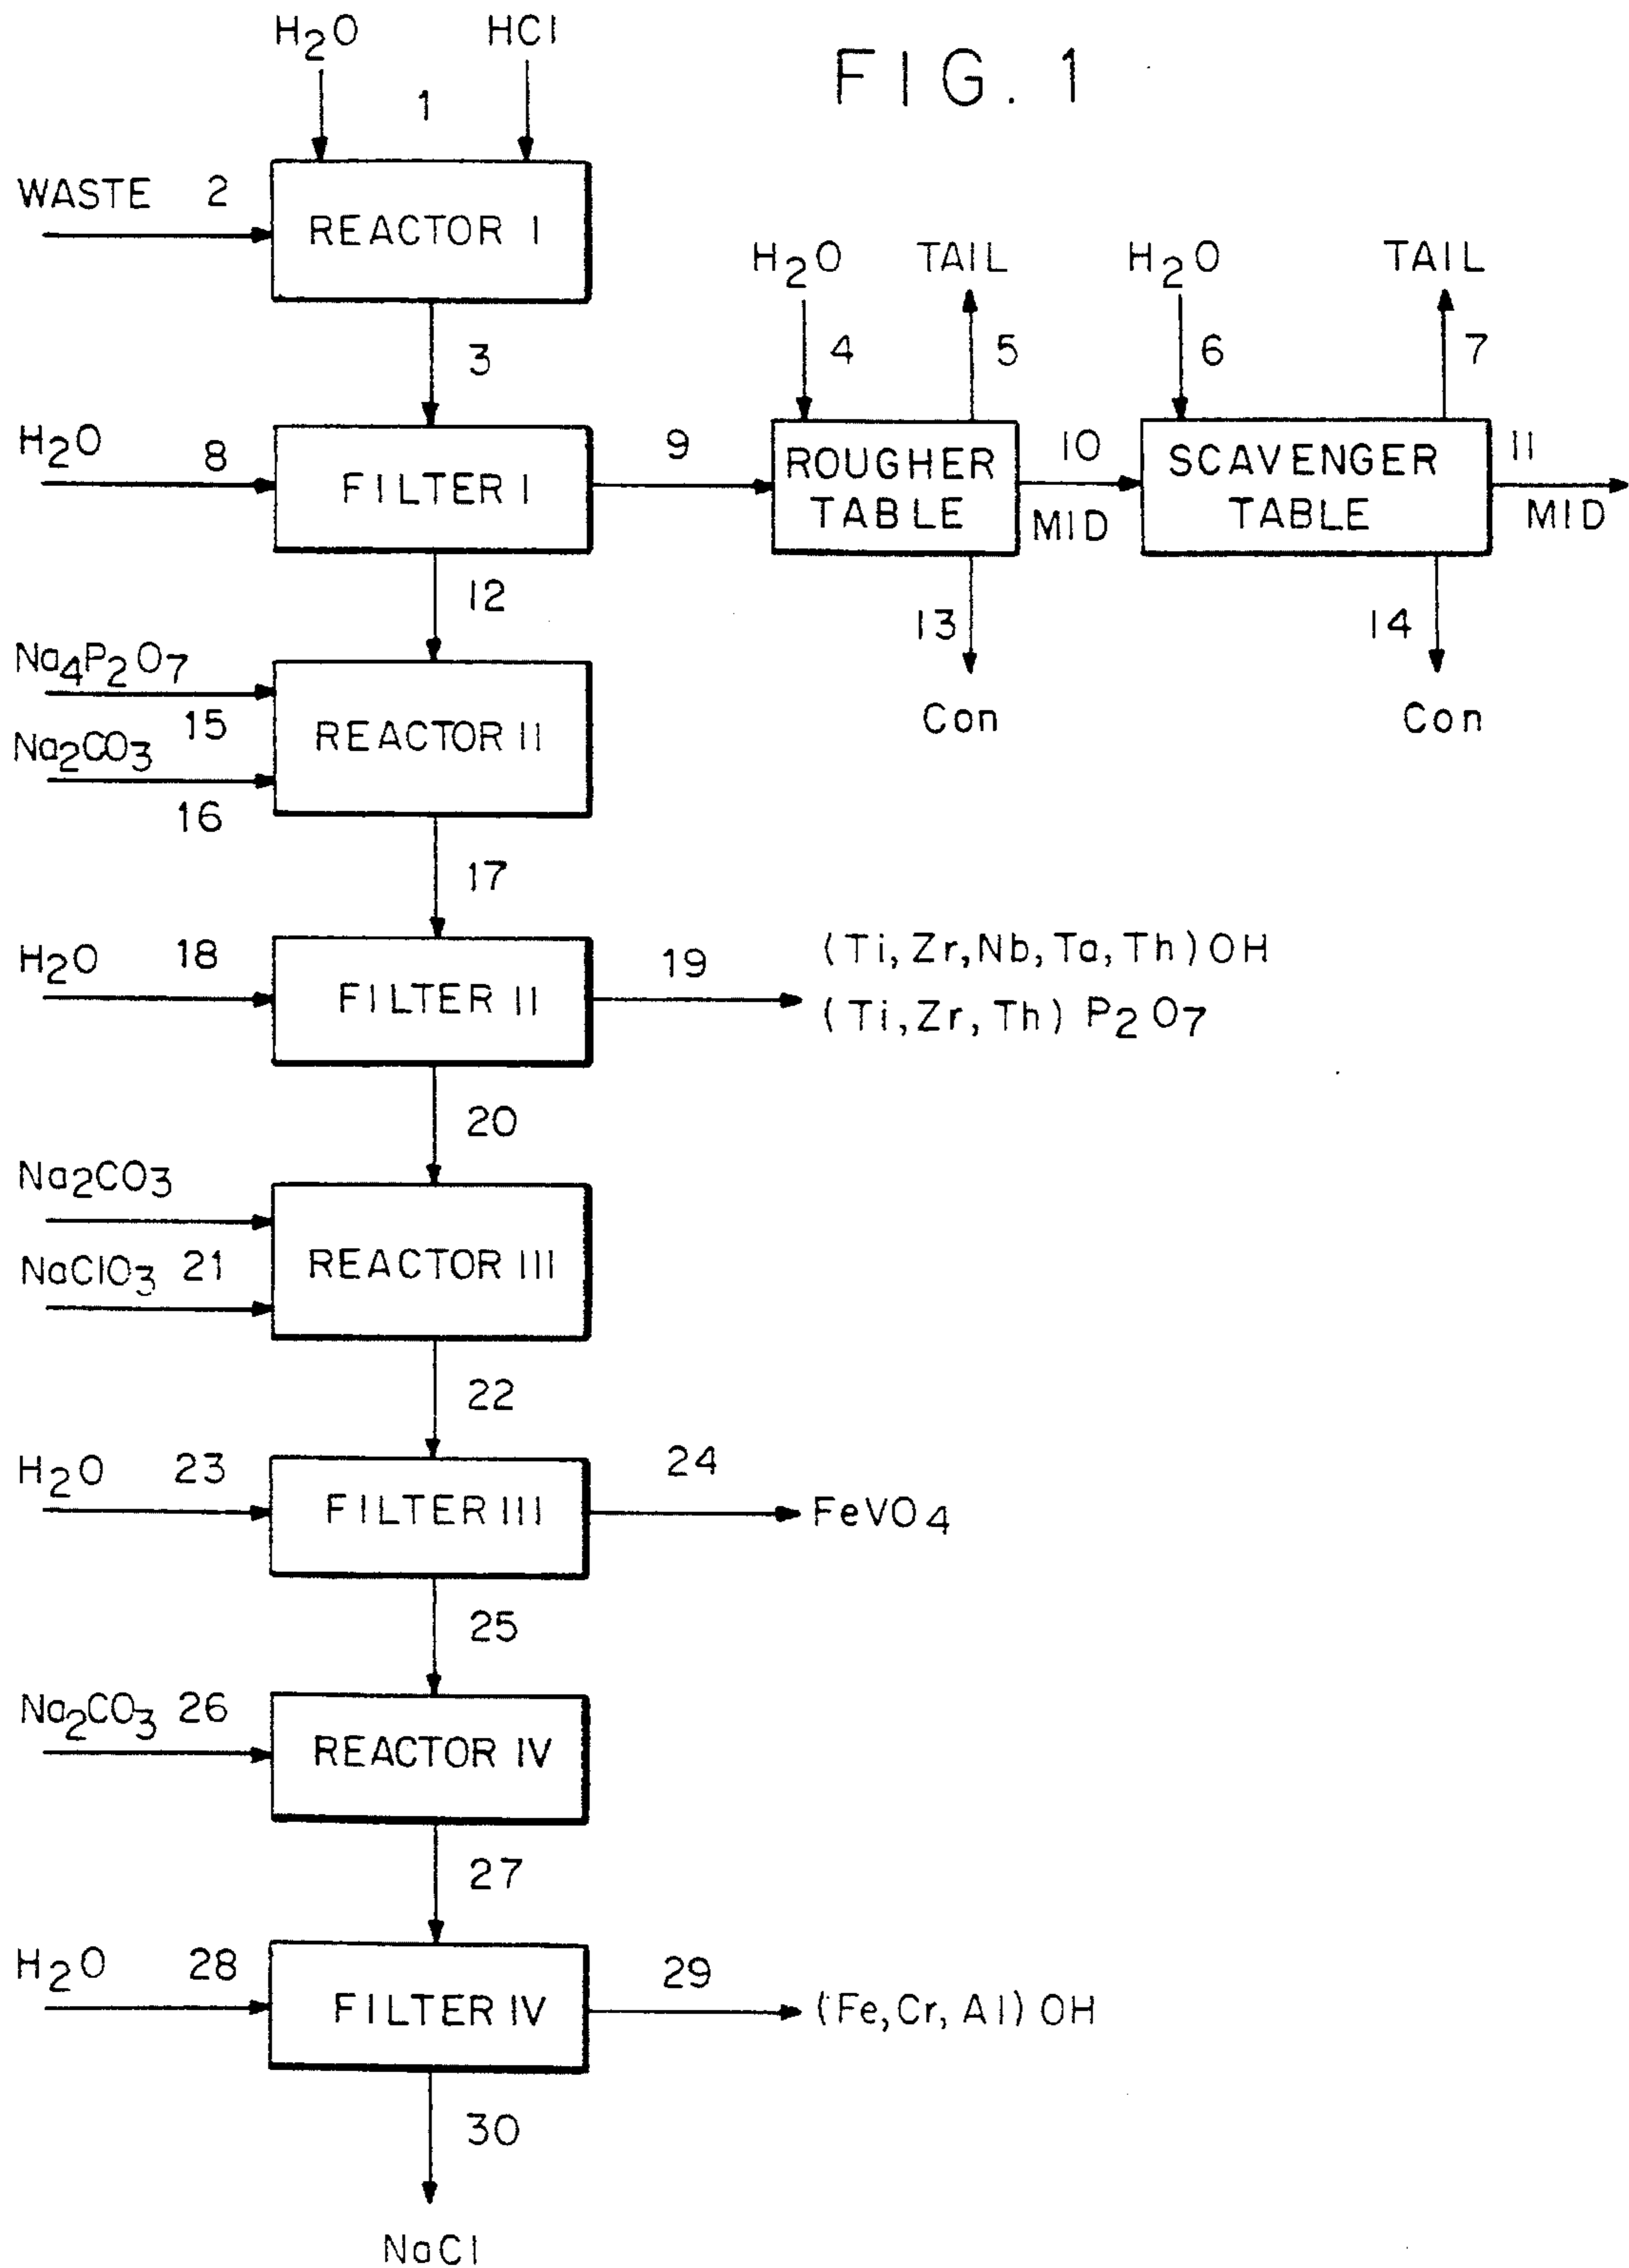 FIG. 1
H2O
HCl
1
WASTE 2
REACTOR I
3
H2O
TAIL
H2O
TAIL
4
5
6
7
H2O 8
FILTER I
9
ROUGHER
TABLE
10
MID
SCAVENGER
TABLE
11
MID
12
13
Con
14
Con
Na4P2O7
15
Na2CO3
16
REACTOR II
17
H2O 18
FILTER II
19
(Ti, Zr, Nb, Ta, Th) OH
(Ti, Zr, Th) P2O7
20
Na2CO3
NaClO3 21
REACTOR III
22
H2O 23
FILTER III
24
FeVO4
25
Na2CO3 26
REACTOR IV
27
H2O 28
FILTER IV
29
(Fe, Cr, Al) OH
30
NaCl